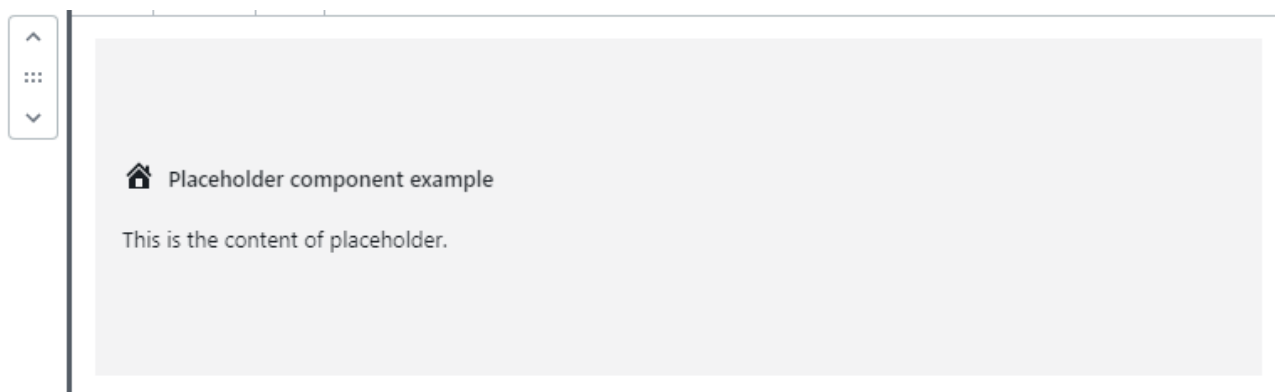 Placeholder component example
This is the content of placeholder.